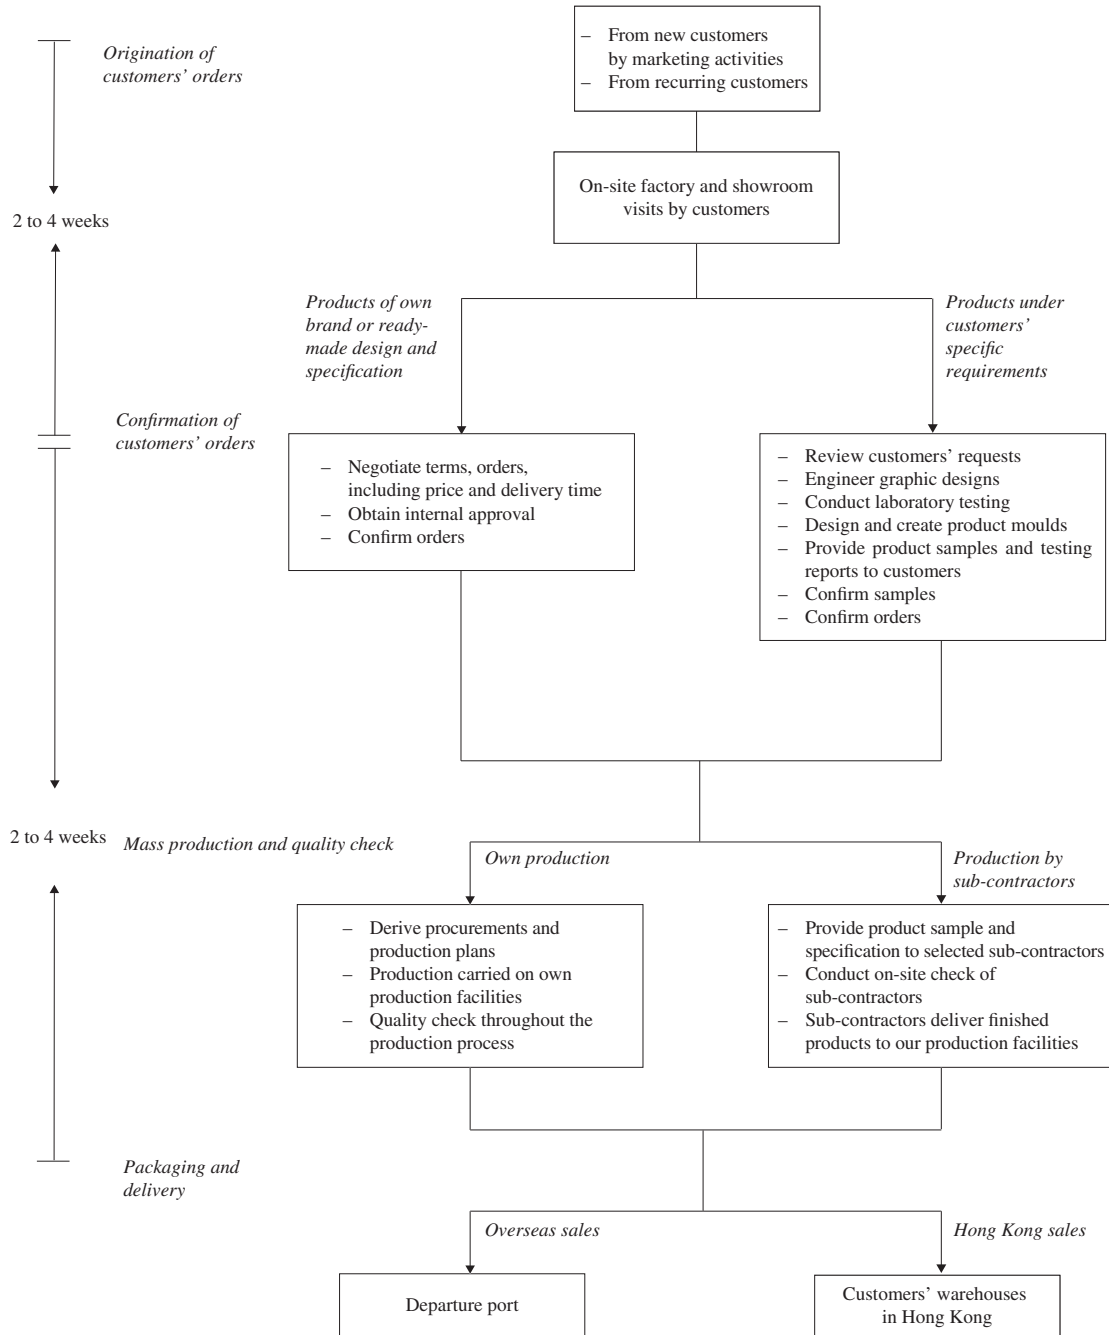 Origination of
customers’ orders
– From new customers
by marketing activities
– From recurring customers
On-site factory and showroom
visits by customers
2 to 4 weeks
Products of own
brand or ready-
made design and
specification
Products under
customers’
specific
requirements
Confirmation of
customers’ orders
– Negotiate terms, orders,
including price and delivery time
– Obtain internal approval
– Confirm orders
– Review customers’ requests
– Engineer graphic designs
– Conduct laboratory testing
– Design and create product moulds
– Provide product samples and testing
reports to customers
– Confirm samples
– Confirm orders
2 to 4 weeks
Mass production and quality check
Own production
Production by
sub-contractors
– Derive procurements and
production plans
– Production carried on own
production facilities
– Quality check throughout the
production process
– Provide product sample and
specification to selected sub-contractors
– Conduct on-site check of
sub-contractors
– Sub-contractors deliver finished
products to our production facilities
Packaging and
delivery
Overseas sales
Hong Kong sales
Departure port
Customers’ warehouses
in Hong Kong